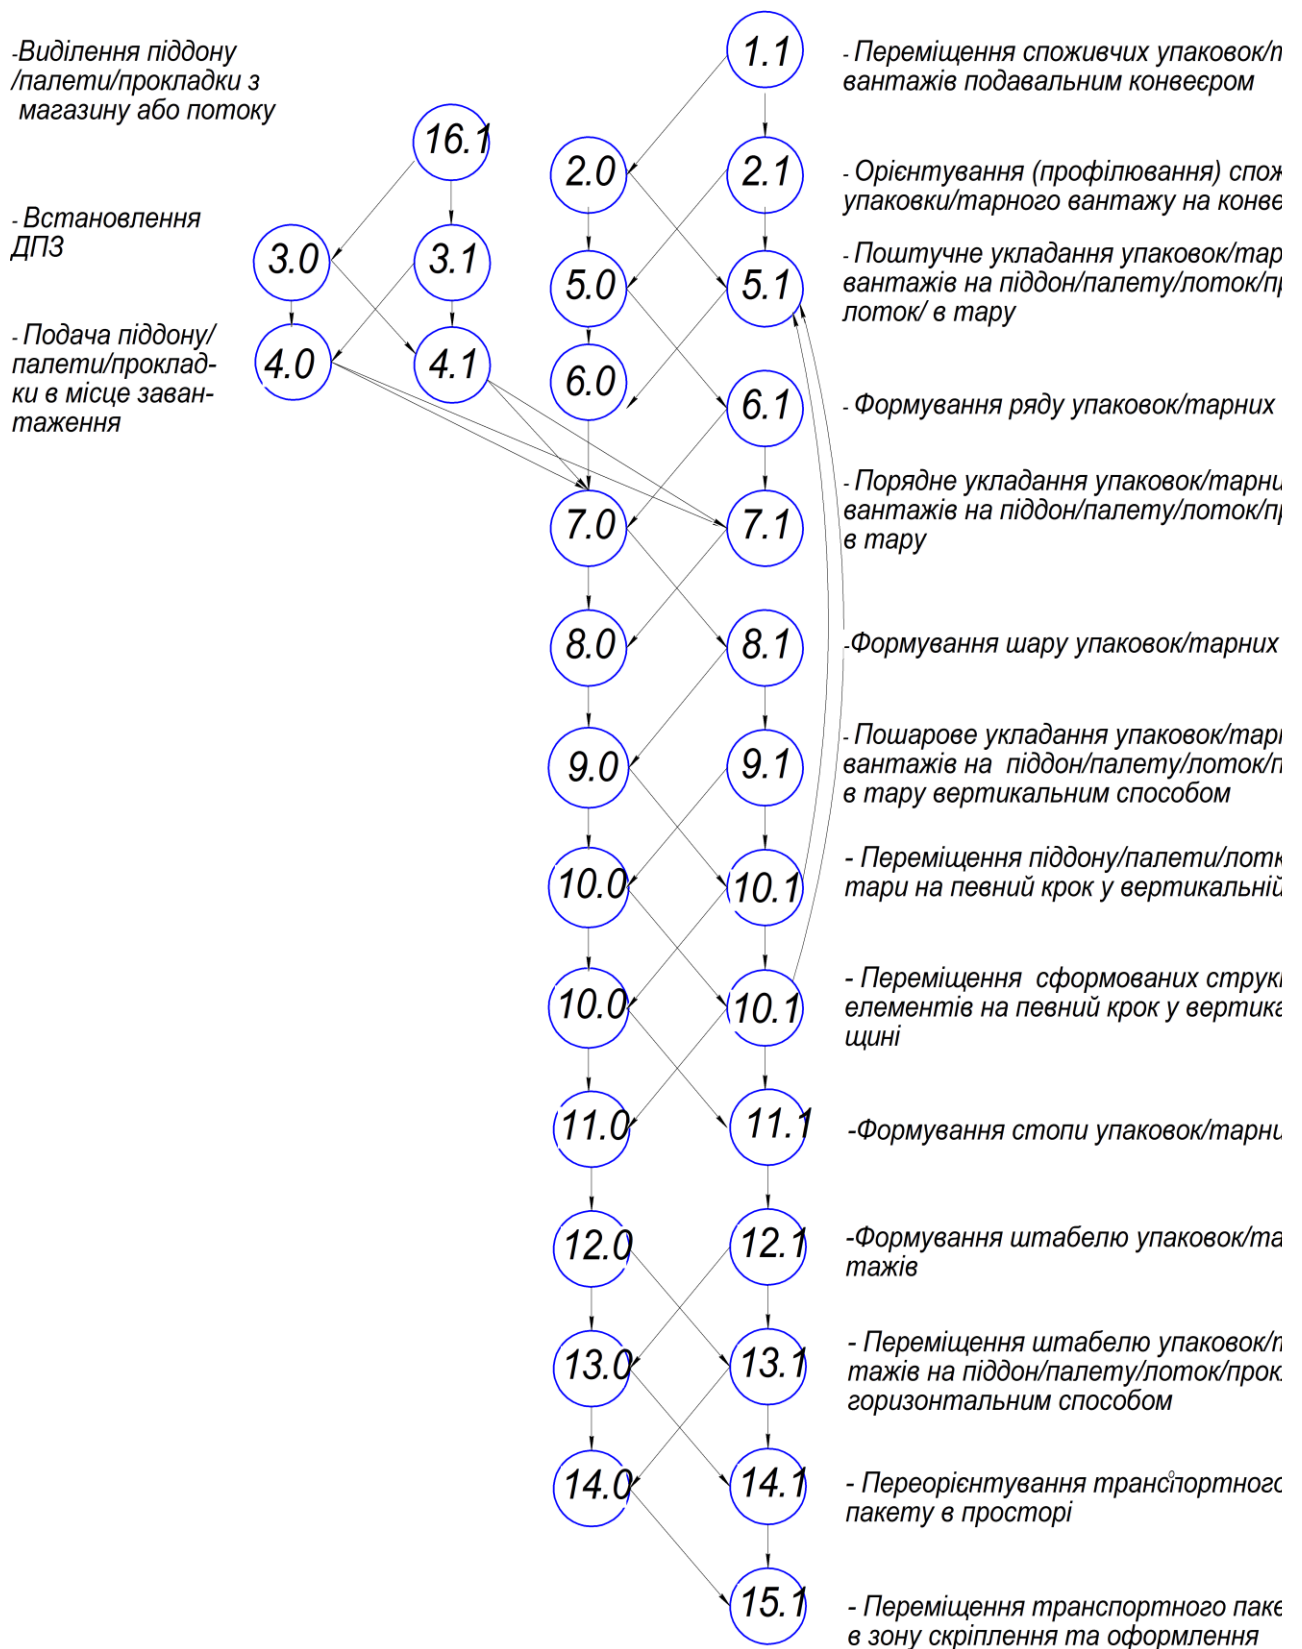 -Виділення піддону
/палети/прокладки з
магазину або потоку
- Встановлення
ДПЗ
- Подача піддону/
палети/проклад-
ки в місце заван-
таження
16.1
3.0
3.1
4.0
4.1
1.1
- Переміщення споживчих упаковок/
вантажів подавальним конвеєром
2.0
2.1
- Орієнтування (профілювання)
упаковки/тарного вантажу на
5.0
5.1
- Поштучне укладання упаковок/
вантажів на піддон/палету/лоток/
лоток/ в тару
6.0
6.1
- Формування ряду упаковок/тарних
7.0
7.1
- Порядне укладання упаковок/
вантажів на піддон/палету/лоток/
в тару
8.0
8.1
-Формування шару упаковок/тарних
9.0
9.1
- Пошарове укладання упаковок/
вантажів на піддон/палету/лоток/
в тару вертикальним способом
10.0
10.1
- Переміщення піддону/палети/
тари на певний крок у вертикальній
10.0
10.1
- Переміщення сформованих
елементів на певний крок у
щині
11.0
11.1
-Формування стопи упаковок/
12.0
12.1
-Формування штабелю упаковок/
тажів
13.0
13.1
- Переміщення штабелю упаковок/
тажів на піддон/палету/лоток/
горизонтальним способом
14.0
14.1
- Переорієнтування транспортного
пакету в просторі
15.1
- Переміщення транспортного
в зону скріплення та оформлення